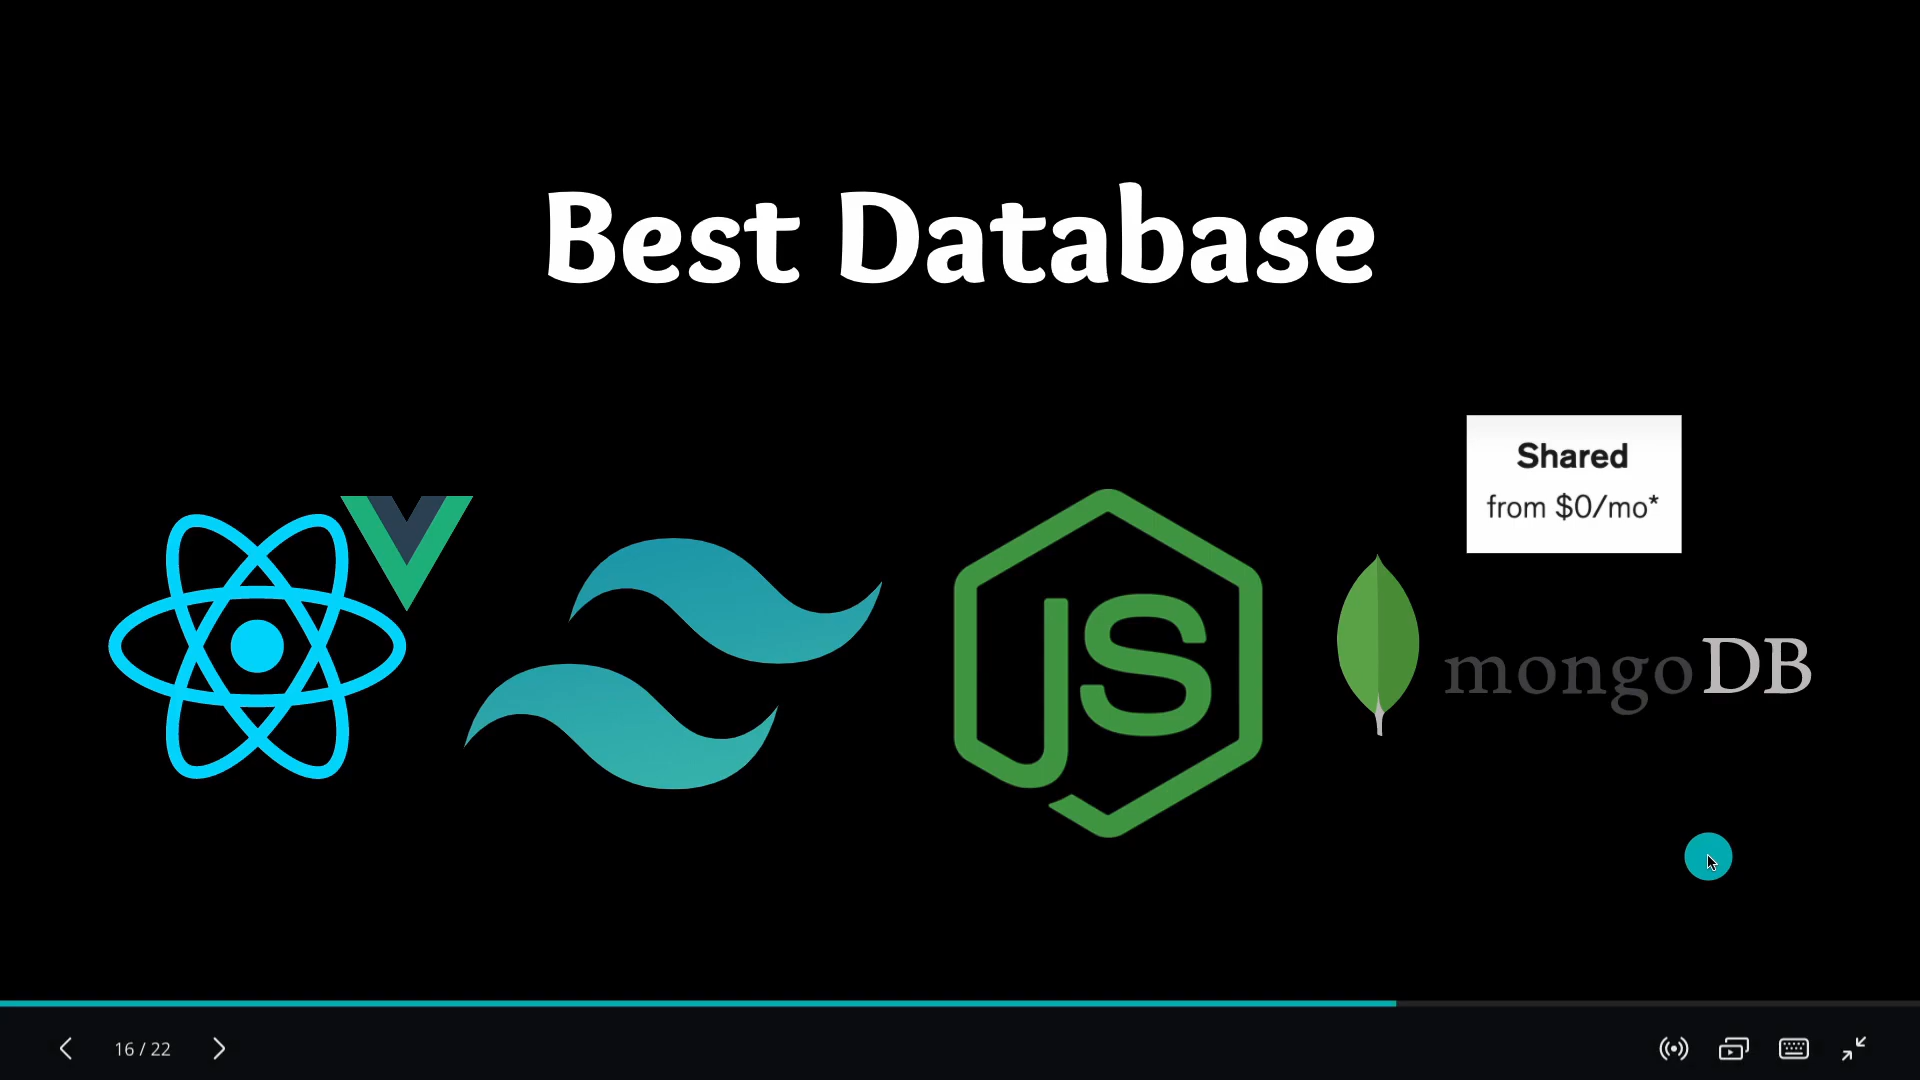 Best Database
Shared
from $0/mo*
JS
mongoDB
16 / 22